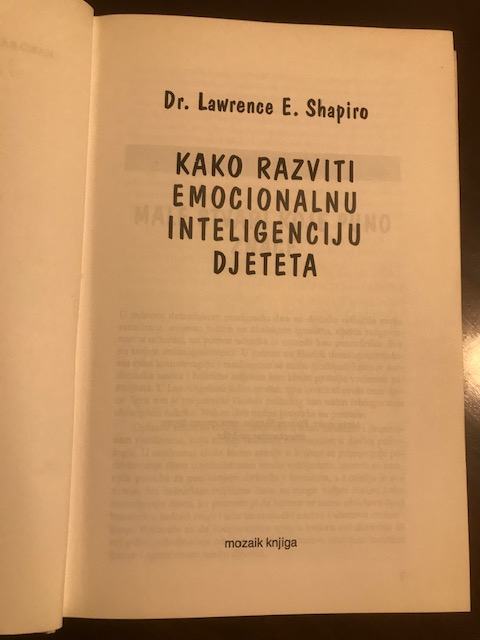 Dr. Lawrence E. Shapiro
KAKO RAZVITI
EMOCIONALNU
INTELIGENCIJU
DJETETA
mozaik knjiga